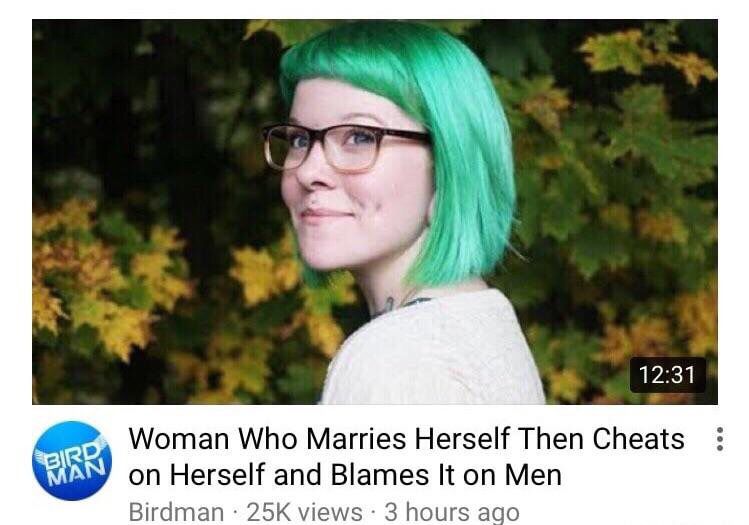 12:31
BIRD
MAN
Woman Who Marries Herself Then Cheats
on Herself and Blames It on Men
Birdman · 25K views · 3 hours ago